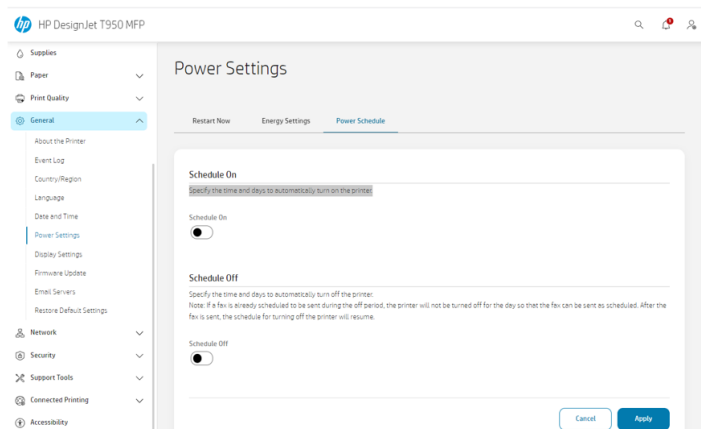 hp HP DesignJet T950 MFP
Supplies
Paper
Print Quality
General
About the Printer
Event Log
Country/Region
Language
Date and Time
Power Settings
Display Settings
Firmware Update
Email Servers
Restore Default Settings
Network
Security
Support Tools
Connected Printing
Accessibility
Power Settings
Restart Now Energy Settings Power Schedule
Schedule On
Specify the time and days to automatically turn on the printer.
Schedule On
Schedule Off
Specify the time and days to automatically turn off the printer.
Note: If a fax is already scheduled to be sent during the off period, the printer will not be turned off for the day so that the fax can be sent as scheduled. After the
fax is sent, the schedule for turning off the printer will resume.
Schedule Off
Cancel Apply